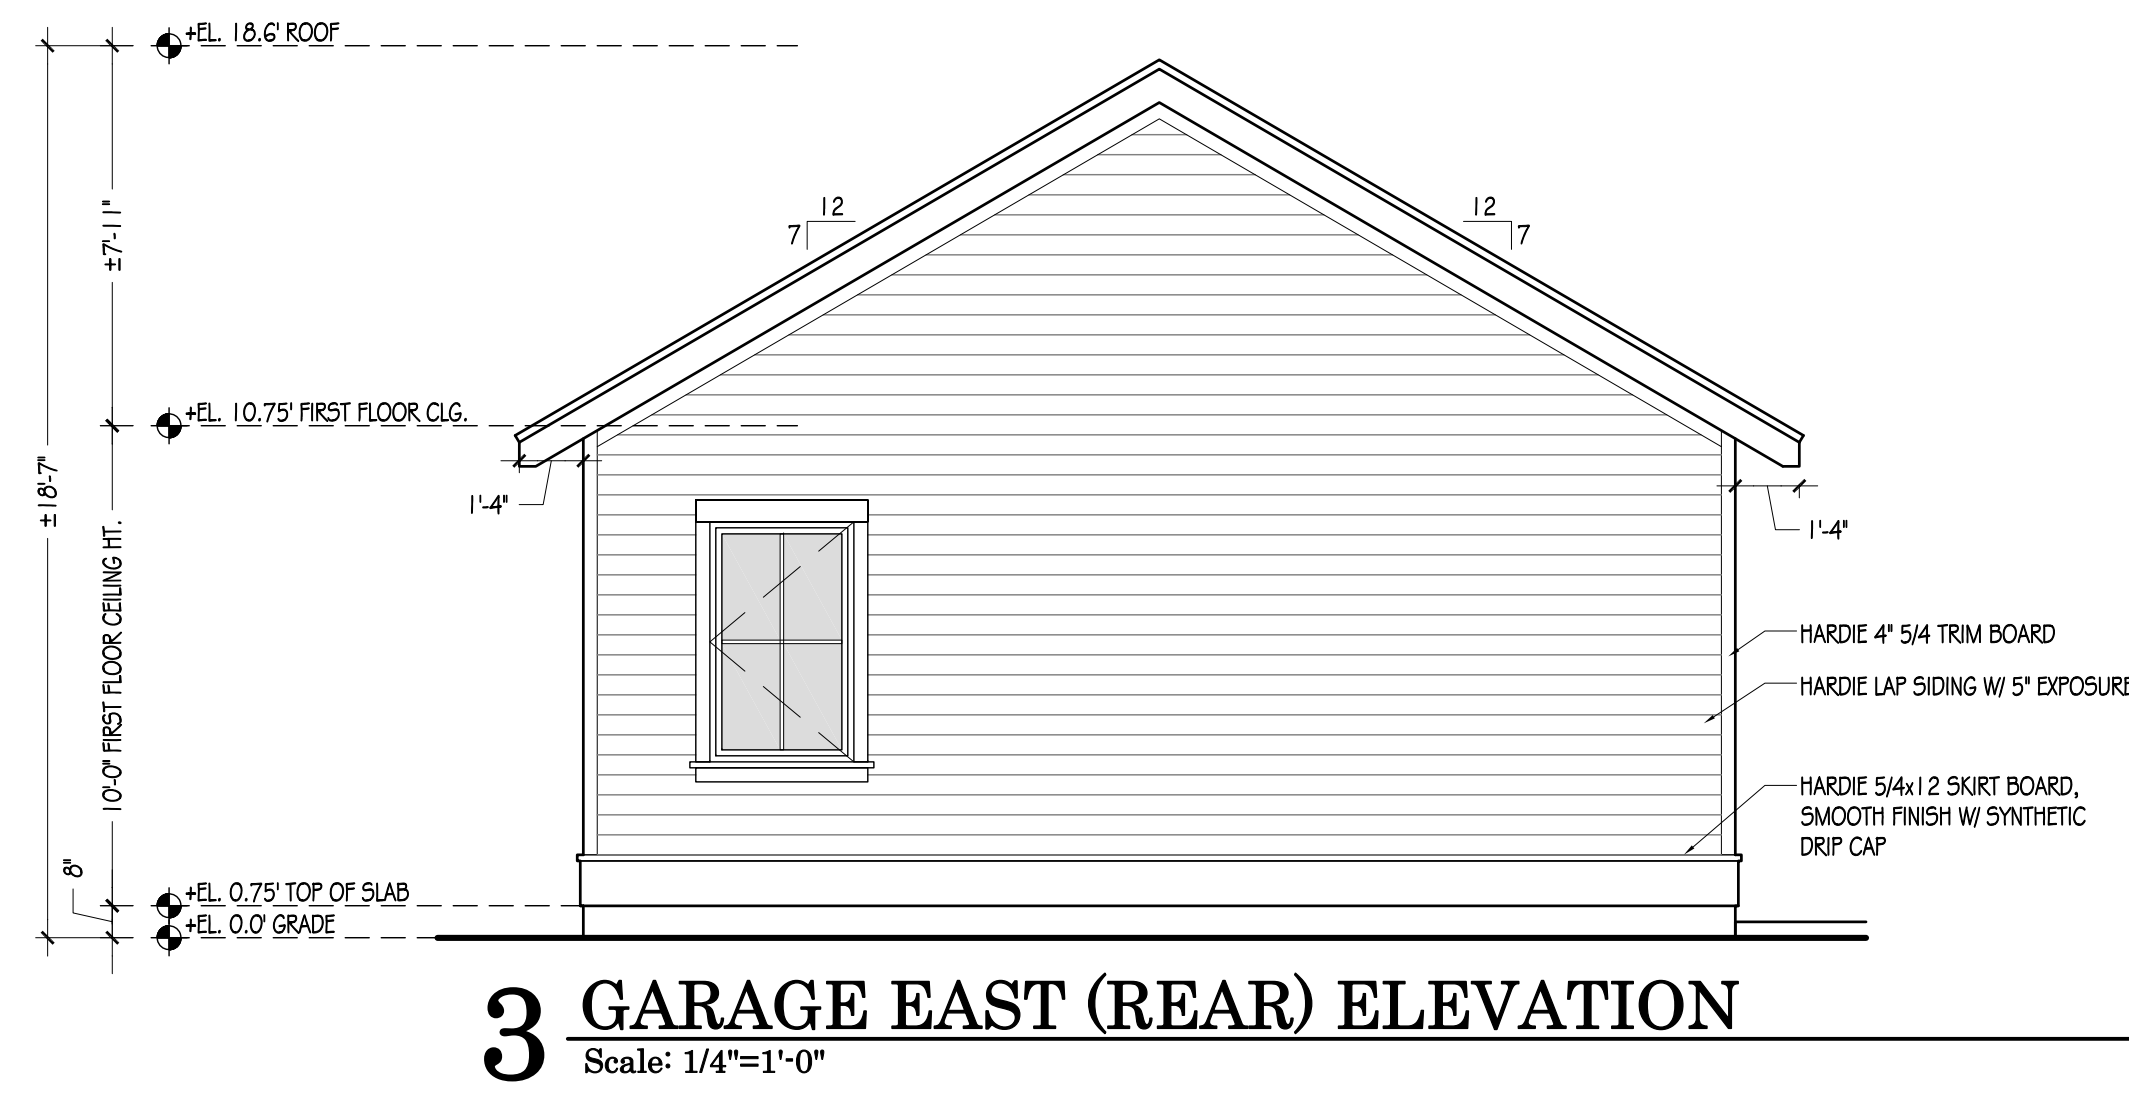 +EL. 18.6' ROOF
±7'-11"
12
7
12
7
+EL. 10.75' FIRST FLOOR CLG.
±18'-7"
1'-4"
1'-4"
10'-0" FIRST FLOOR CEILING HT.
HARDIE 4" 5/4 TRIM BOARD
HARDIE LAP SIDING W/ 5" EXPOSURE
HARDIE 5/4x12 SKIRT BOARD,
SMOOTH FINISH W/ SYNTHETIC
DRIP CAP
8"
+EL. 0.75' TOP OF SLAB
+EL. 0.0' GRADE
3 GARAGE EAST (REAR) ELEVATION
Scale: 1/4"=1'-0"